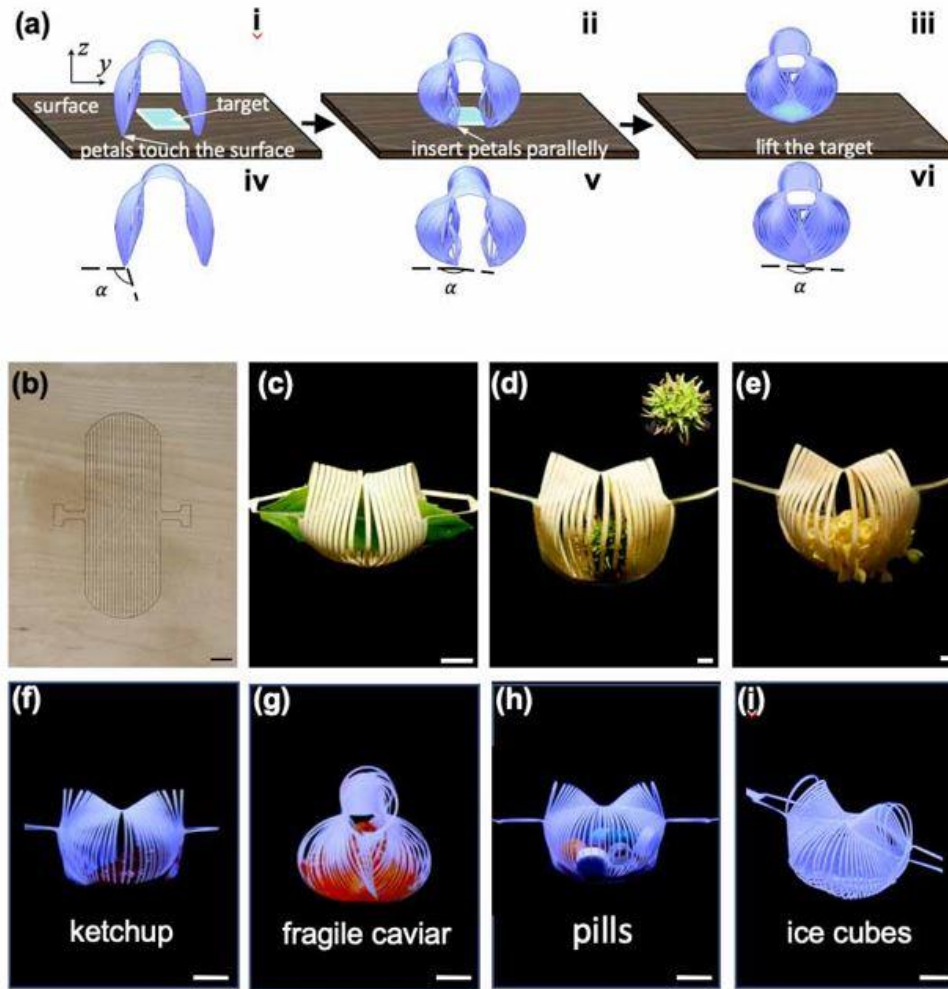 (a) i ii iii
z
y
surface target
petals touch the surface insert petals parallelly lift the target
iv v vi
α α α
(b) (c) (d) (e)
(f) (g) (h) (i)
ketchup fragile caviar pills ice cubes